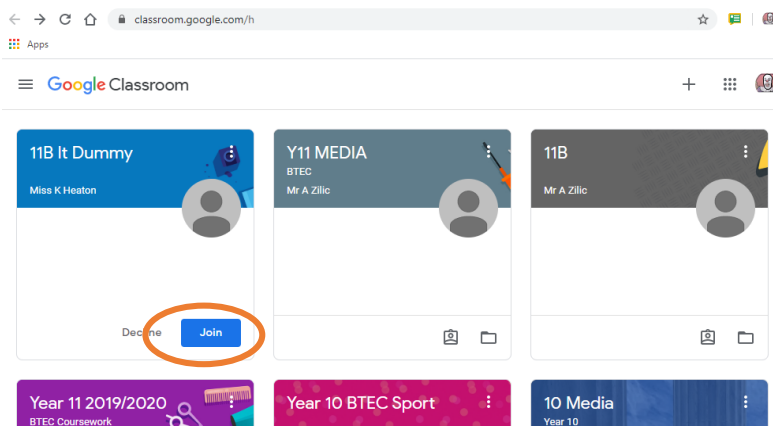 classroom.google.com/h
Apps
Google Classroom
11B It Dummy
Miss K Heaton
Y11 MEDIA
BTEC
Mr A Zilic
11B
Mr A Zilic
Decline
Join
Year 11 2019/2020
BTEC Coursework
Year 10 BTEC Sport
10 Media
Year 10